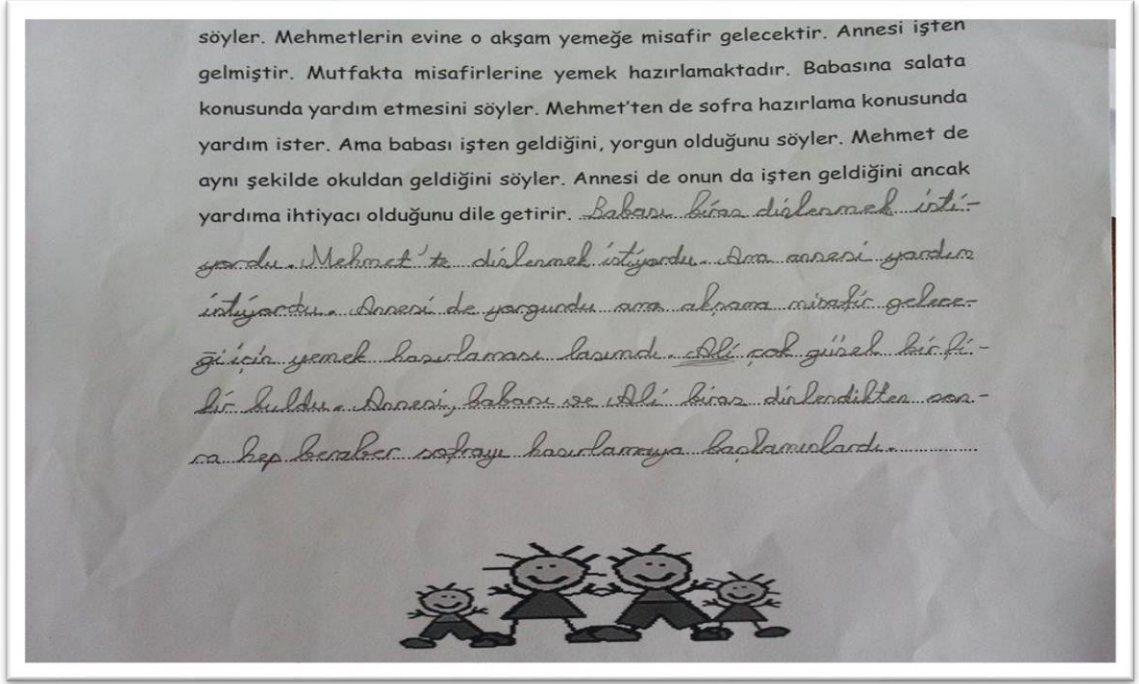 söyler. Mehmetlerin evine o akşam yemeğe misafir gelecektir. Annesi işten
gelmiştir. Mutfakta misafirlerine yemek hazırlamaktadır. Babasına salata
konusunda yardım etmesini söyler. Mehmet'ten de sofra hazırlama konusunda
yardım ister. Ama babası işten geldiğini, yorgun olduğunu söyler. Mehmet de
aynı şekilde okuldan geldiğini söyler. Annesi de onun da işten geldiğini ancak
yardıma ihtiyacı olduğunu dile getirir. Babası biraz dinlenmek isti-
yordu. Mehmet'te dinlenmek istiyordu. Ama annesi yardım
istiyordu. Annesi de yorgundu ama akşama misafir gelece-
ği için yemek hazırlaması lazımdı. Ali çok güzel bir fi-
kir buldu. Annesi, babası ve Ali biraz dinlendikten son-
ra hep beraber sofrayı hazırlamaya başlamışlardı.